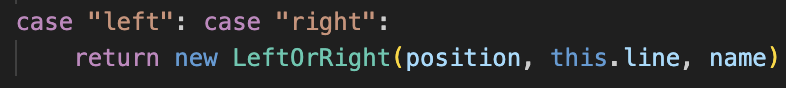 case "left": case "right":
    return new LeftOrRight(position, this.line, name)